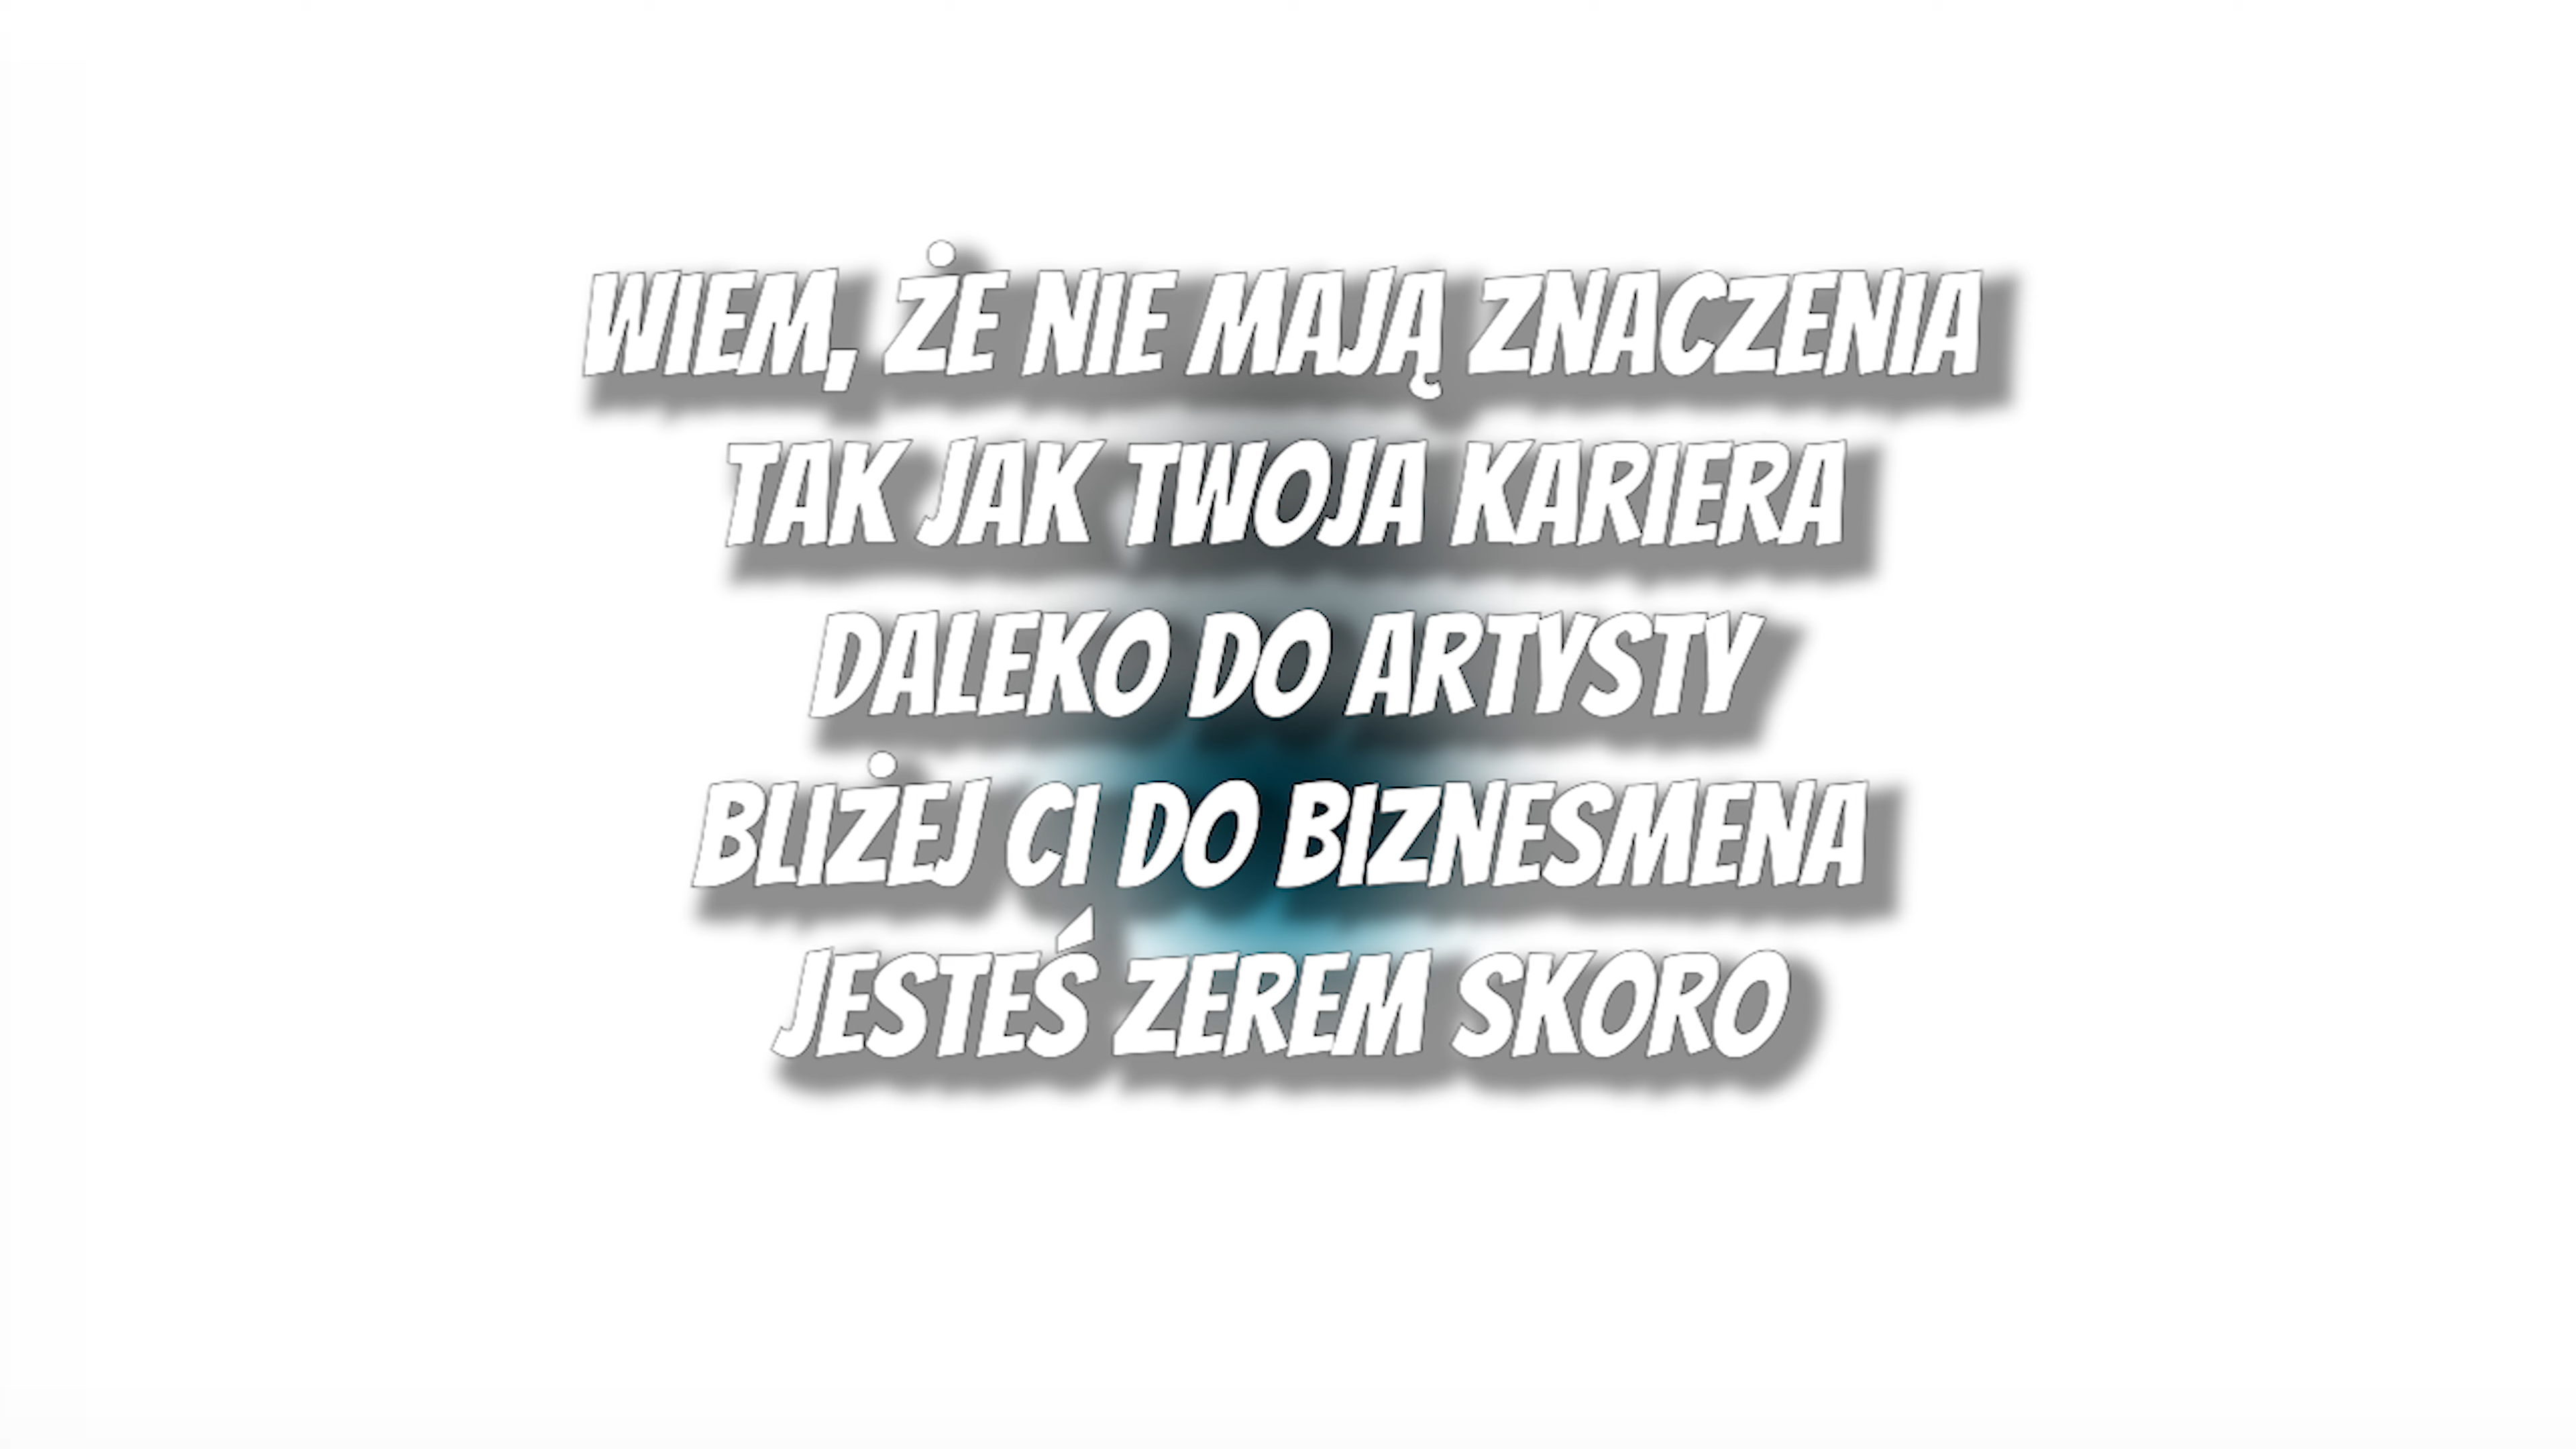 WIEM, ŻE NIE MAJĄ ZNACZENIA
TAK JAK TWOJA KARIERA
DALEKO DO ARTYSTY
BLIŻEJ CI DO BIZNESMENA
JESTEŚ ZEREM SKORO